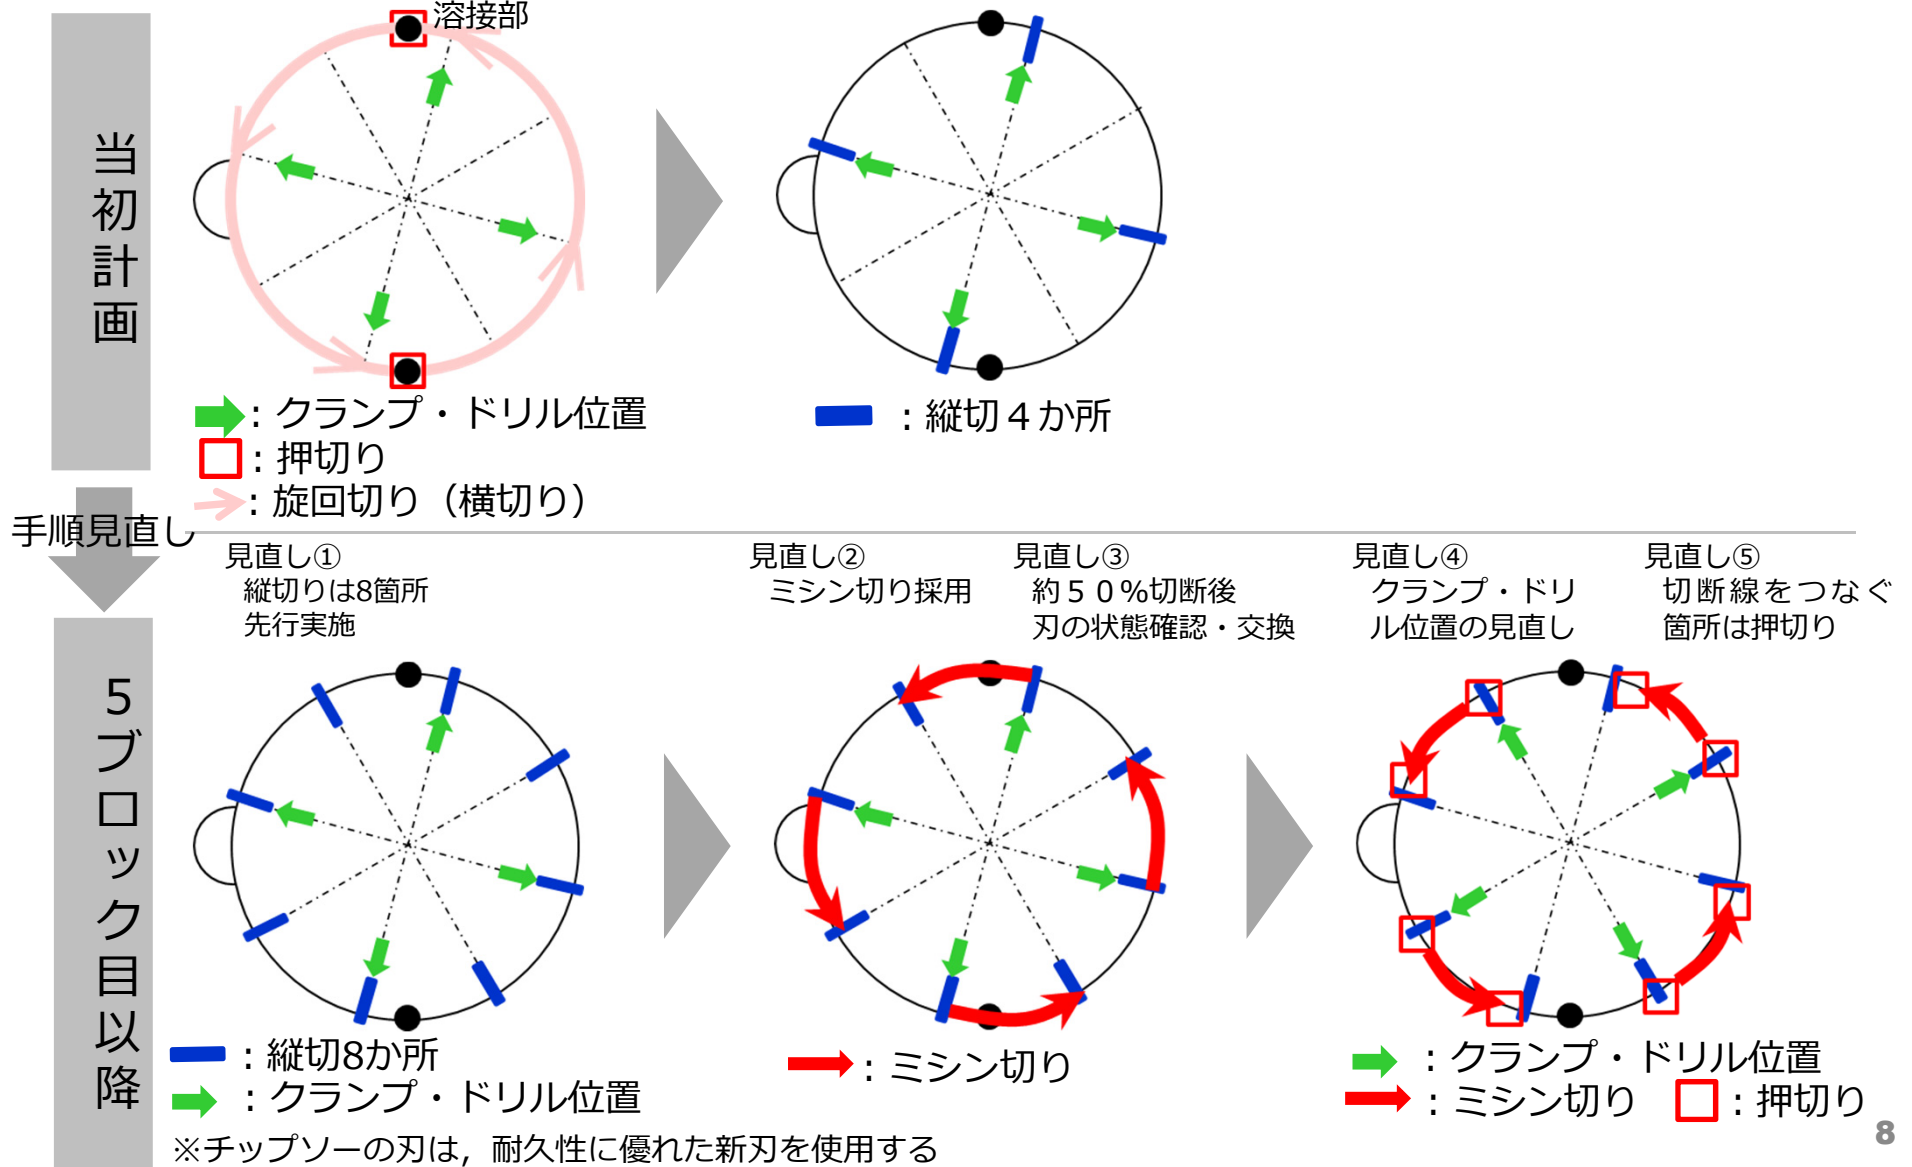 当初計画
溶接部
：クランプ・ドリル位置
：押切り
：旋回切り（横切り）
：縦切４か所
手順見直し
5ブロック目以降
見直し①
縦切りは8箇所
先行実施
見直し②
ミシン切り採用
見直し③
約５０％切断後
刃の状態確認・交換
見直し④
クランプ・ドリ
ル位置の見直し
見直し⑤
切断線をつなぐ
箇所は押切り
：縦切8か所
：クランプ・ドリル位置
：ミシン切り
：クランプ・ドリル位置
：ミシン切り　：押切り
※チップソーの刃は，耐久性に優れた新刃を使用する
8